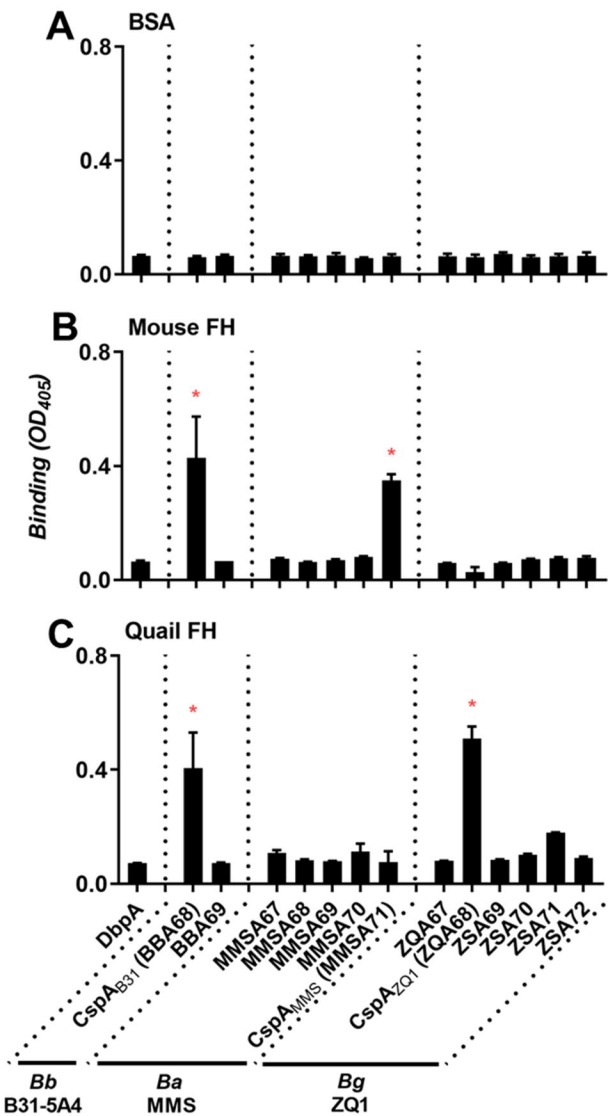 A BSA
0.8
0.4
0.0
B Mouse FH
0.8
*
*
0.4
0.0
Binding (OD405)
C Quail FH
0.8
*
*
0.4
0.0
DbpA
CspAB31 (BBA68)
BBA69
MMSA67
MMSA68
MMSA69
MMSA70
CspAMMS (MMSA71)
ZQA67
CspAZQ1 (ZQA68)
ZSA69
ZSA70
ZSA71
ZSA72
Bb Ba Bg
B31-5A4 MMS ZQ1